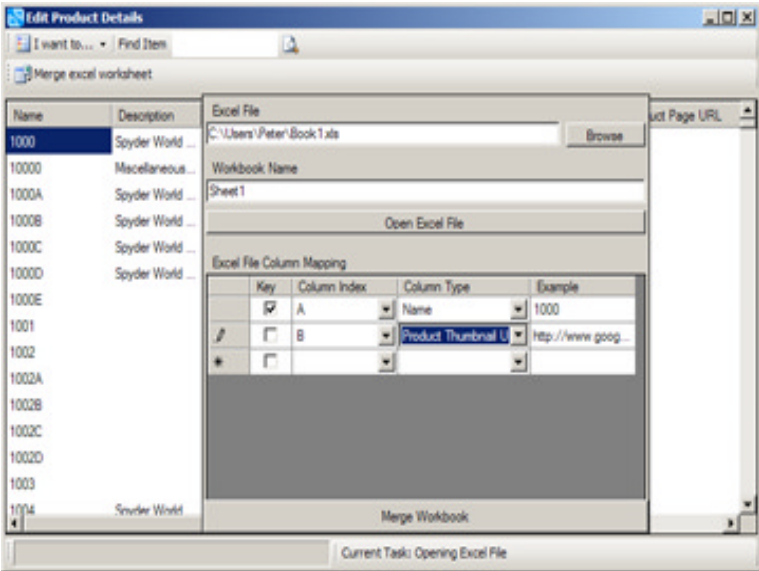 Edit Product Details
I want to... Find Item
Merge excel worksheet
Name Description uct Page URL
1000 Spyder World ...
10000 Miscellaneous...
1000A Spyder World ...
1000B Spyder World ...
1000C Spyder World ...
1000D Spyder World ...
1000E
1001
1002
1002A
1002B
1002C
1002D
1003
1004 Spyder World
Excel File
C:\Users\Peter\Book1.xls Browse
Workbook Name
Sheet1
Open Excel File
Excel File Column Mapping
Key Column Index Column Type Example
A Name 1000
B Product Thumbnail U http://www.goog...
Merge Workbook
Current Task: Opening Excel File